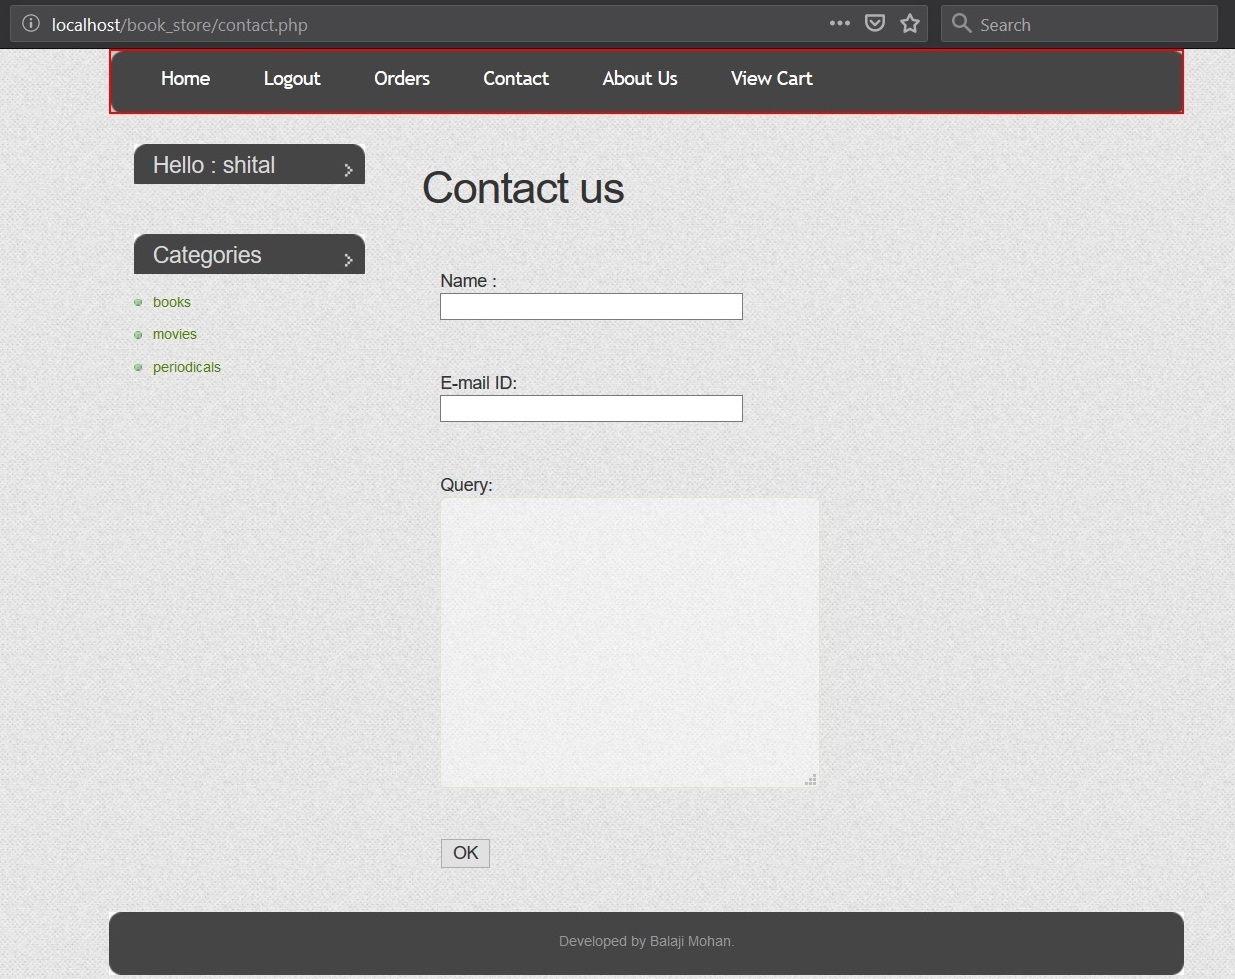 localhost/book_store/contact.php
Search
Home Logout Orders Contact About Us View Cart
Hello : shital
Contact us
Categories
books
movies
periodicals
Name :
E-mail ID:
Query:
OK
Developed by Balaji Mohan.